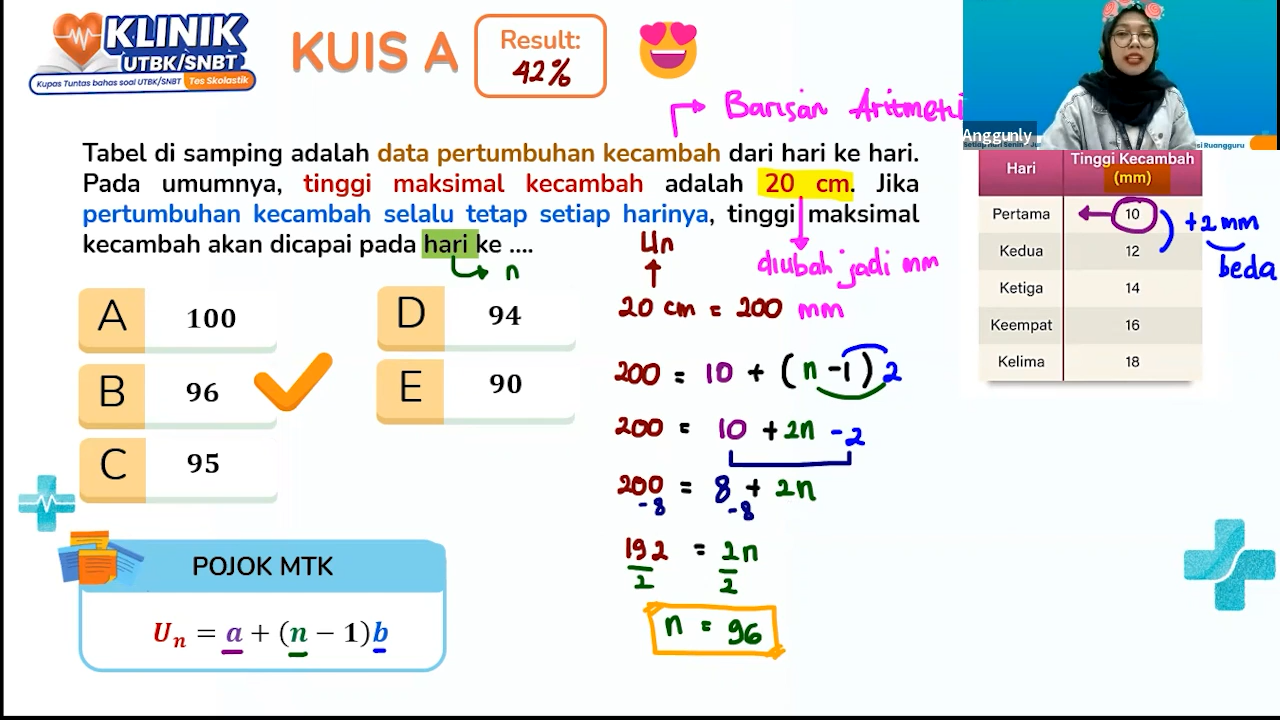 KLINIK
UTBK/SNBT
Kupas Tuntas bahas soal UTBK/SNBT Tes Skolastik
KUIS A
Result:
42%
Barisan Aritmeti
Anggunly
si Ruangguru
Tabel di samping adalah data pertumbuhan kecambah dari hari ke hari.
Pada umumnya, tinggi maksimal kecambah adalah 20 cm. Jika
pertumbuhan kecambah selalu tetap setiap harinya, tinggi maksimal
kecambah akan dicapai pada hari ke ....
n
Un
diubah jadi mm
Hari Tinggi Kecambah (mm)
Pertama 10
Kedua 12
Ketiga 14
Keempat 16
Kelima 18
+2 mm
beda
A 100
B 96
C 95
D 94
E 90
20 cm = 200 mm
200 = 10 + (n - 1) 2
200 = 10 + 2n - 2
200 = 8 + 2n
-8 -8
192 = 2n
2 2
n = 96
POJOK MTK
Un = a + (n − 1)b